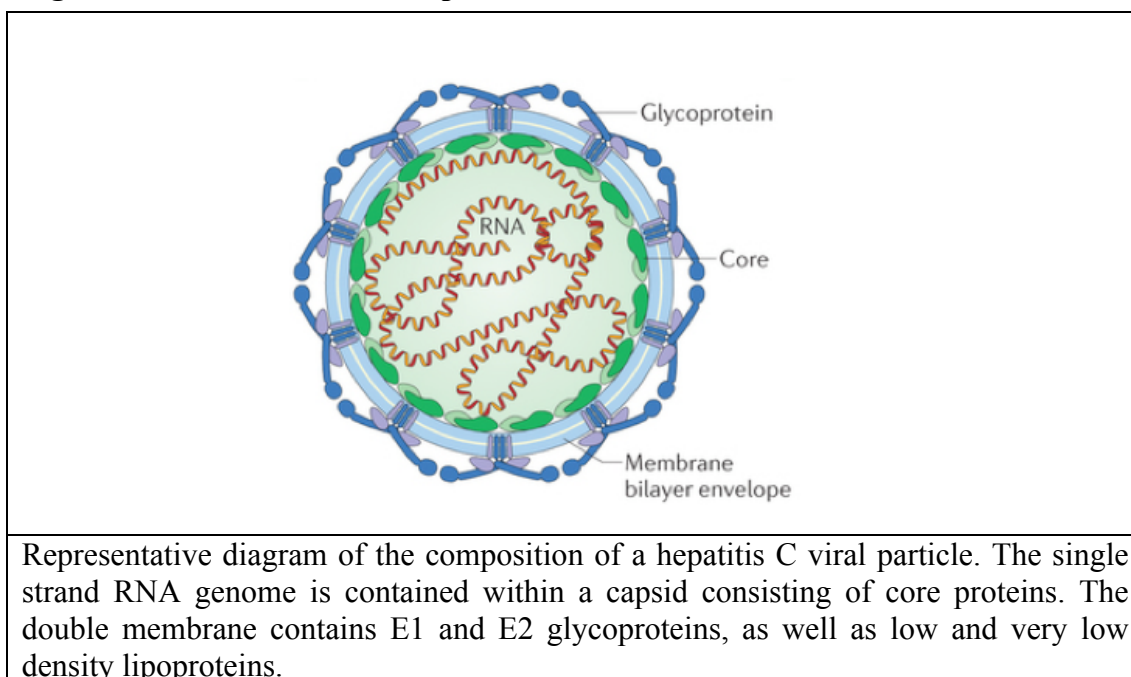 Glycoprotein
RNA
Core
Membrane
bilayer envelope
Representative diagram of the composition of a hepatitis C viral particle. The single
strand RNA genome is contained within a capsid consisting of core proteins. The
double membrane contains E1 and E2 glycoproteins, as well as low and very low
density lipoproteins.